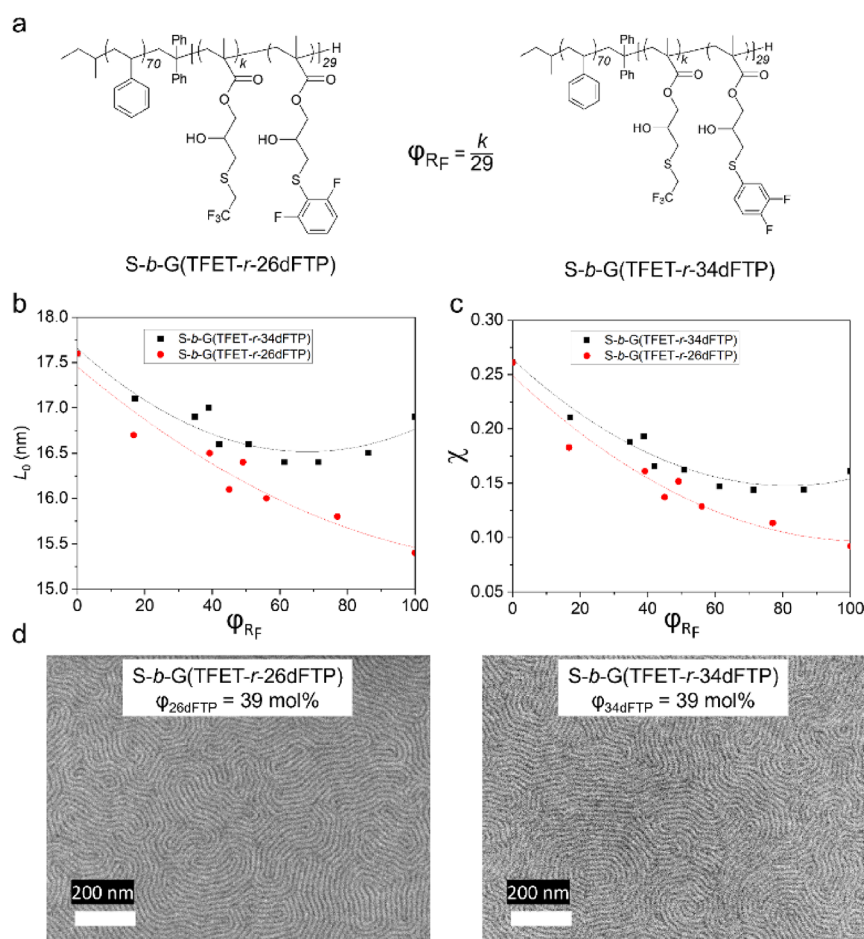 a
70
Ph
Ph
k
29
H
O
O
O
O
HO
HO
S
S
F3C
F
F
S-b-G(TFET-r-26dFTP)
φRF = k/29
70
Ph
Ph
k
29
H
O
O
O
O
HO
HO
S
S
F3C
F
F
S-b-G(TFET-r-34dFTP)
b
18.0
17.5
17.0
16.5
16.0
15.5
15.0
L0 (nm)
S-b-G(TFET-r-34dFTP)
S-b-G(TFET-r-26dFTP)
0 20 40 60 80 100
φRF
c
0.30
0.25
0.20
0.15
0.10
0.05
χ
S-b-G(TFET-r-34dFTP)
S-b-G(TFET-r-26dFTP)
0 20 40 60 80 100
φRF
d
S-b-G(TFET-r-26dFTP)
φ26dFTP = 39 mol%
200 nm
S-b-G(TFET-r-34dFTP)
φ34dFTP = 39 mol%
200 nm